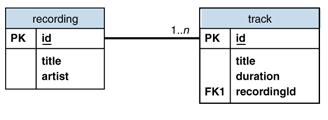 recording
PK id
title
artist
1..n
track
PK id
title
duration
FK1 recordingId